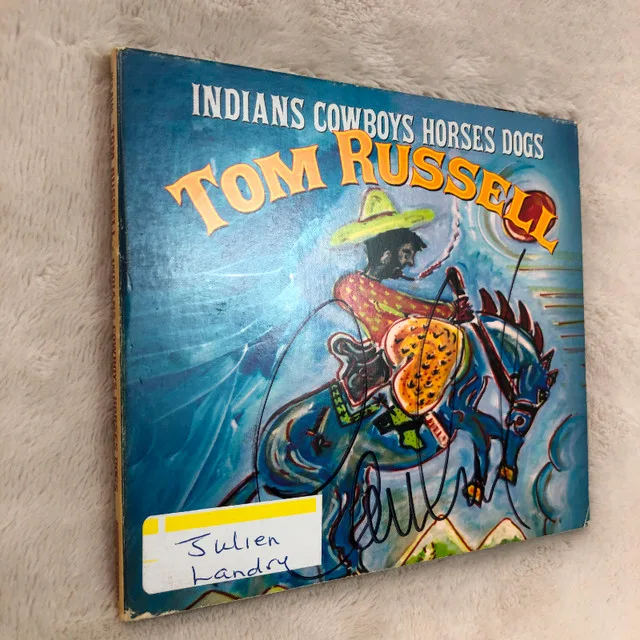 INDIANS COWBOYS HORSES DOGS
TOM RUSSELL
Julien
Landry